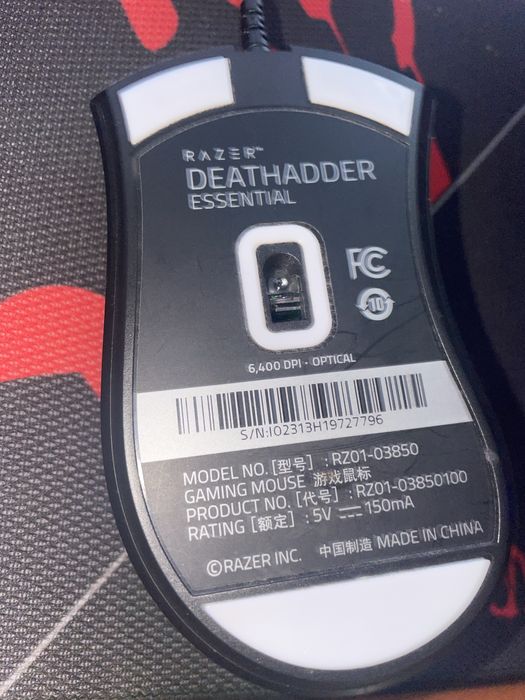 RAZER™
DEATHADDER
ESSENTIAL
FC
10
6,400 DPI · OPTICAL
S/N:IO2313H19727796
MODEL NO. [型号] : RZ01-03850
GAMING MOUSE 游戏鼠标
PRODUCT NO. [代号] : RZ01-03850100
RATING [额定] : 5V ⎓ 150mA
©RAZER INC. 中国制造 MADE IN CHINA